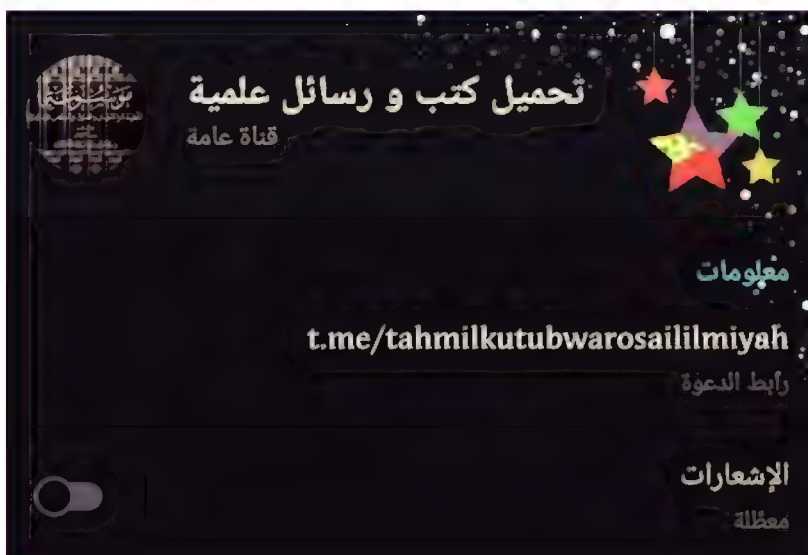 تحميل كتب و رسائل علمية
قناة عامة
معلومات
t.me/tahmilkutubwarosaililmiyah
رابط الدعوة
الإشعارات
معطلة